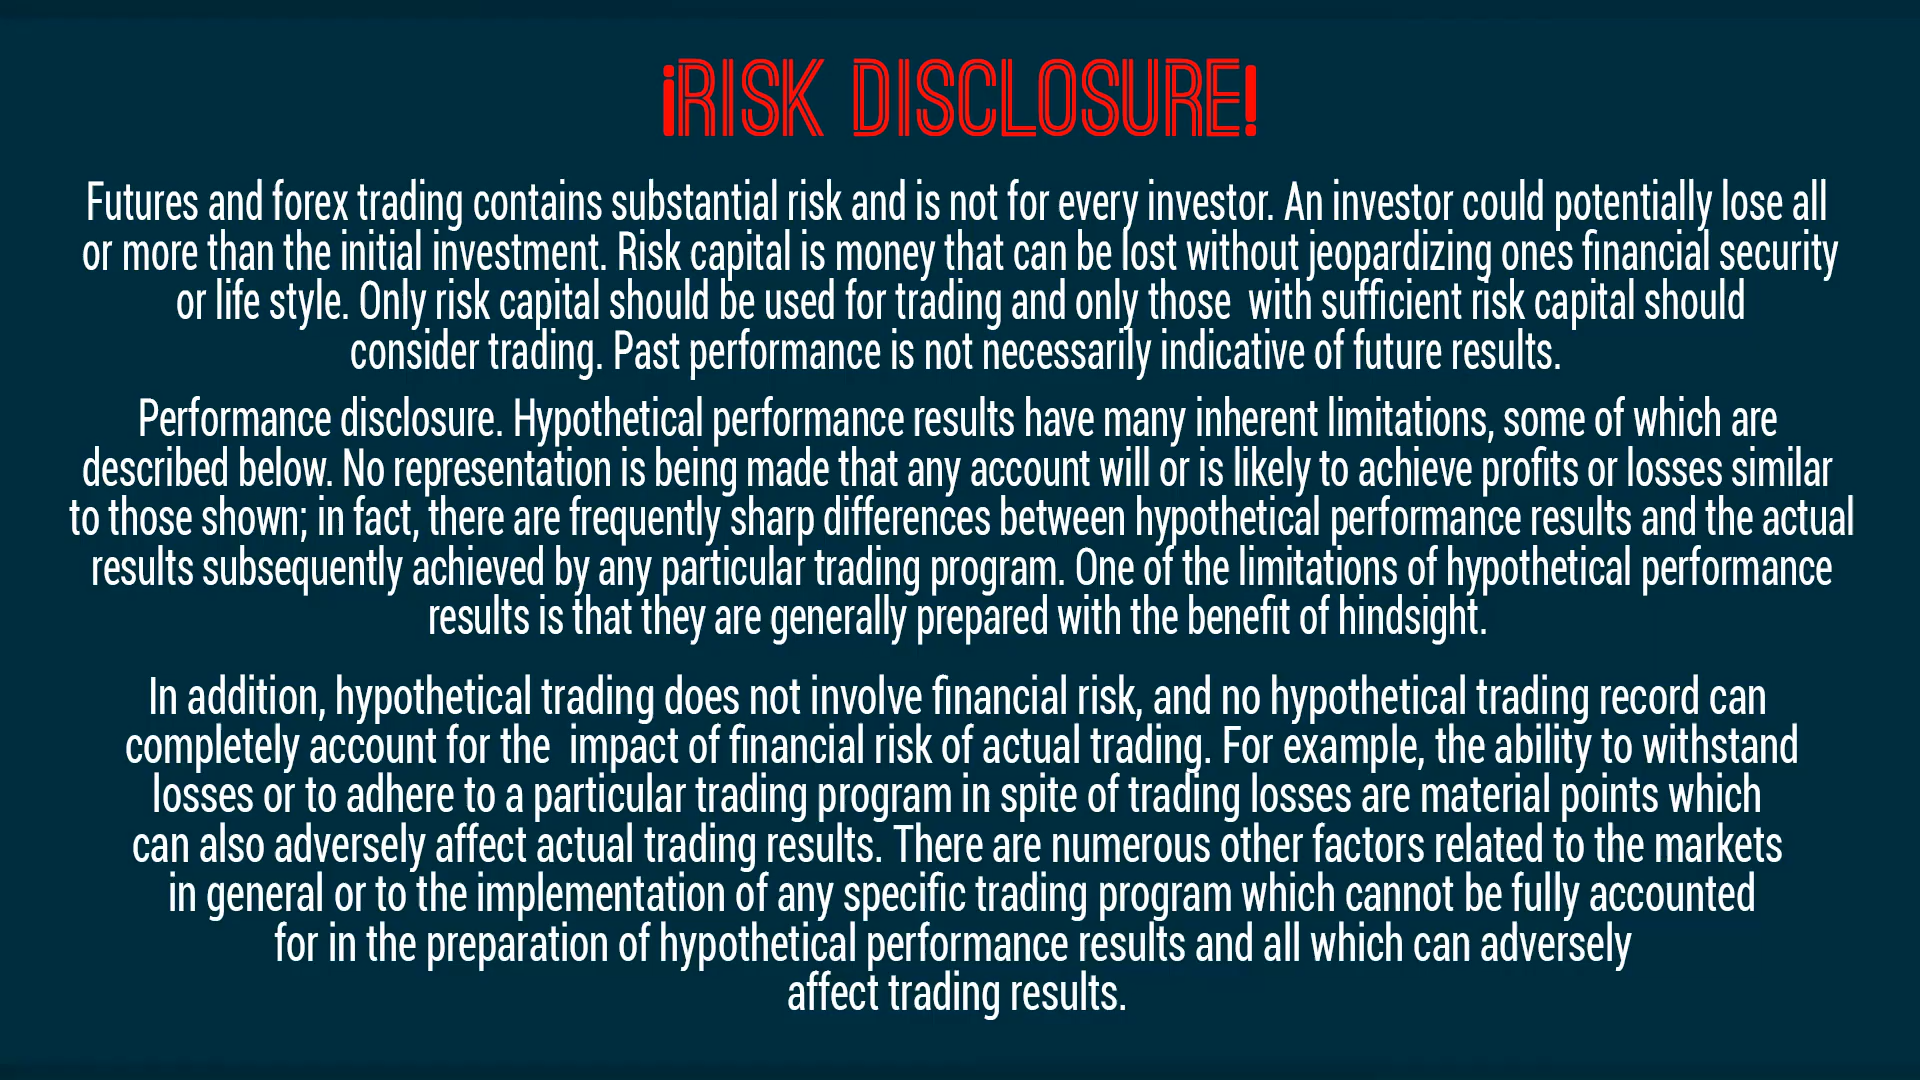 ¡RISK DISCLOSURE!
Futures and forex trading contains substantial risk and is not for every investor. An investor could potentially lose all
or more than the initial investment. Risk capital is money that can be lost without jeopardizing ones financial security
or life style. Only risk capital should be used for trading and only those  with sufficient risk capital should
consider trading. Past performance is not necessarily indicative of future results.
Performance disclosure. Hypothetical performance results have many inherent limitations, some of which are
described below. No representation is being made that any account will or is likely to achieve profits or losses similar
to those shown; in fact, there are frequently sharp differences between hypothetical performance results and the actual
results subsequently achieved by any particular trading program. One of the limitations of hypothetical performance
results is that they are generally prepared with the benefit of hindsight.
In addition, hypothetical trading does not involve financial risk, and no hypothetical trading record can
completely account for the  impact of financial risk of actual trading. For example, the ability to withstand
losses or to adhere to a particular trading program in spite of trading losses are material points which
can also adversely affect actual trading results. There are numerous other factors related to the markets
in general or to the implementation of any specific trading program which cannot be fully accounted
for in the preparation of hypothetical performance results and all which can adversely
affect trading results.